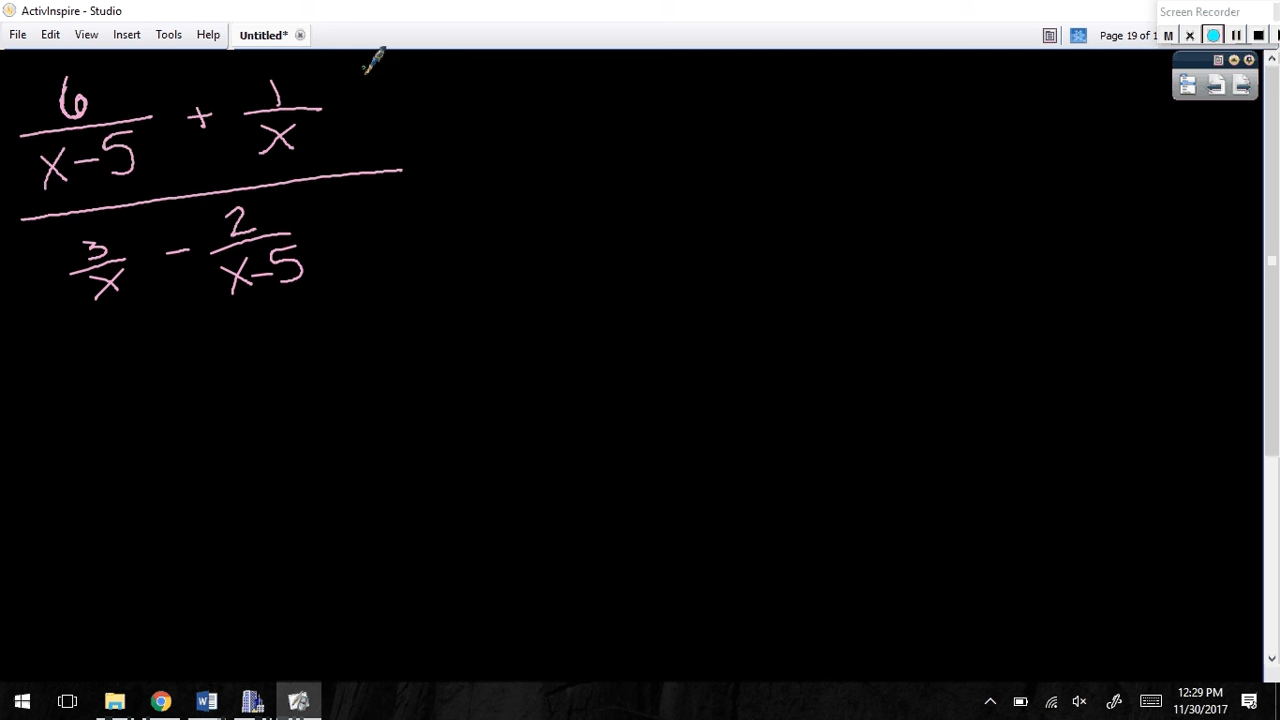 ActivInspire - Studio
Screen Recorder
File Edit View Insert Tools Help Untitled*
Page 19 of 1
M
6 1
— + —
x-5 x
3 2
— - —
x x-5
12:29 PM
11/30/2017